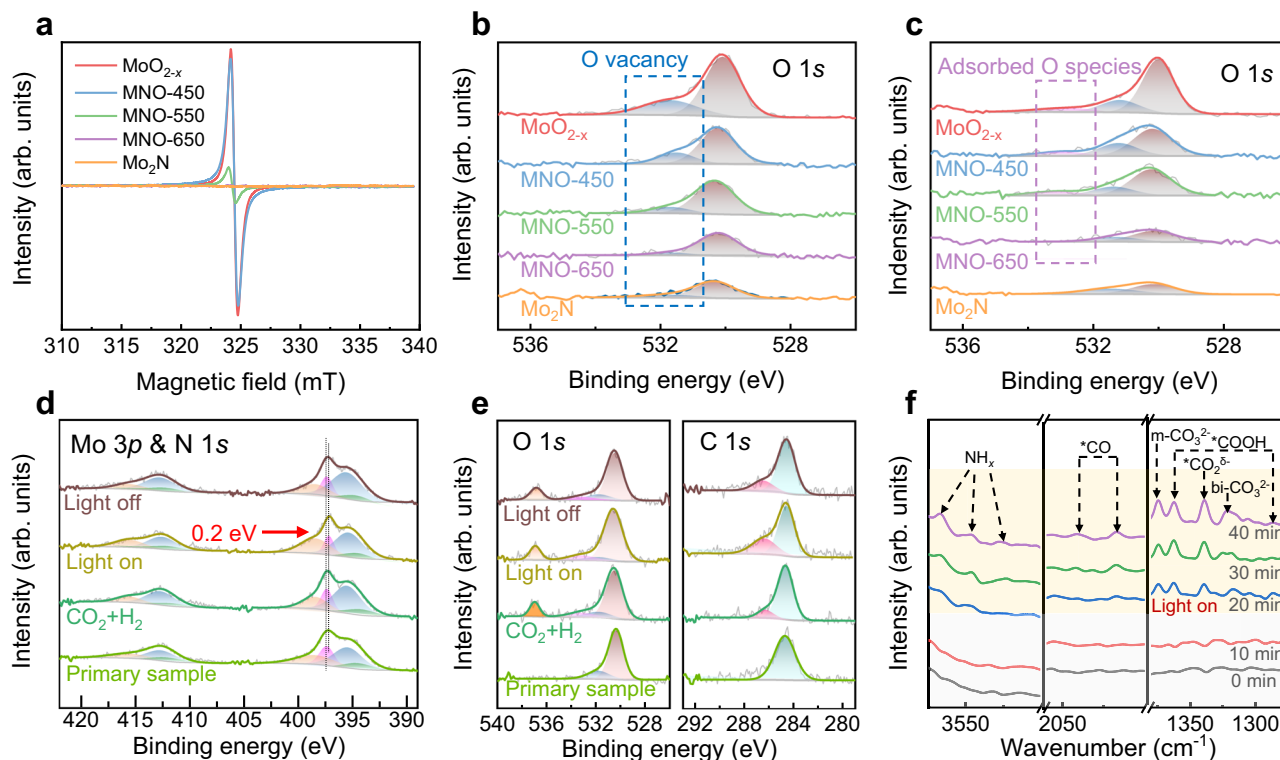 a
MoO₂₋ₓ
MNO-450
MNO-550
MNO-650
Mo₂N
Intensity (arb. units)
310 315 320 325 330 335 340
Magnetic field (mT)
b
O vacancy
O 1s
MoO₂₋ₓ
MNO-450
MNO-550
MNO-650
Mo₂N
Intensity (arb. units)
536 532 528
Binding energy (eV)
c
Adsorbed O species
O 1s
MoO₂₋ₓ
MNO-450
MNO-550
MNO-650
Mo₂N
Indensity (arb. units)
536 532 528
Binding energy (eV)
d
Mo 3p & N 1s
Light off
0.2 eV
Light on
CO₂+H₂
Primary sample
Intensity (arb. units)
415 410 405 400 395 390
Binding energy (eV)
e
O 1s
C 1s
Light off
Light on
CO₂+H₂
Primary sample
Intensity (arb. units)
540 535 530
292 288 284 280
Binding energy (eV)
f
NHₓ
*CO
m-CO₃²⁻
*COOH
*CO₂^δ⁻
bi-CO₃²⁻
40 min
30 min
20 min
Light on
10 min
0 min
Intensity (arb. units)
3550 2050 1350 1300
Wavenumber (cm⁻¹)